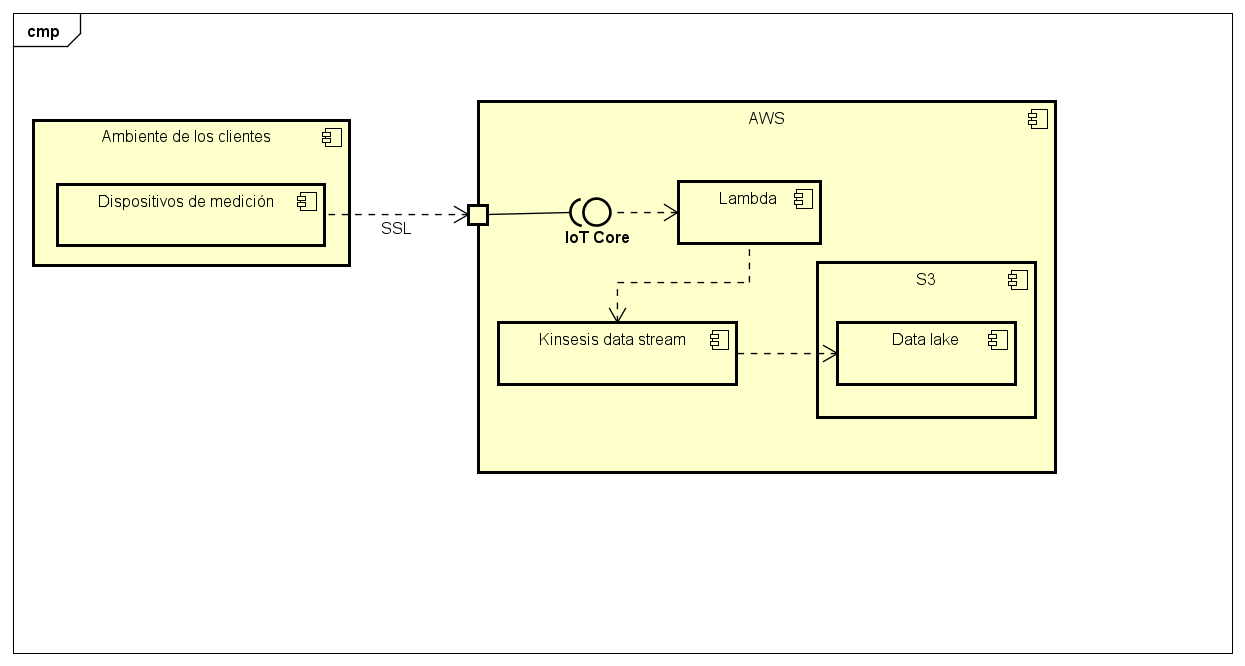 cmp
AWS
Ambiente de los clientes
Dispositivos de medición
SSL
IoT Core
Lambda
S3
Kinsesis data stream
Data lake